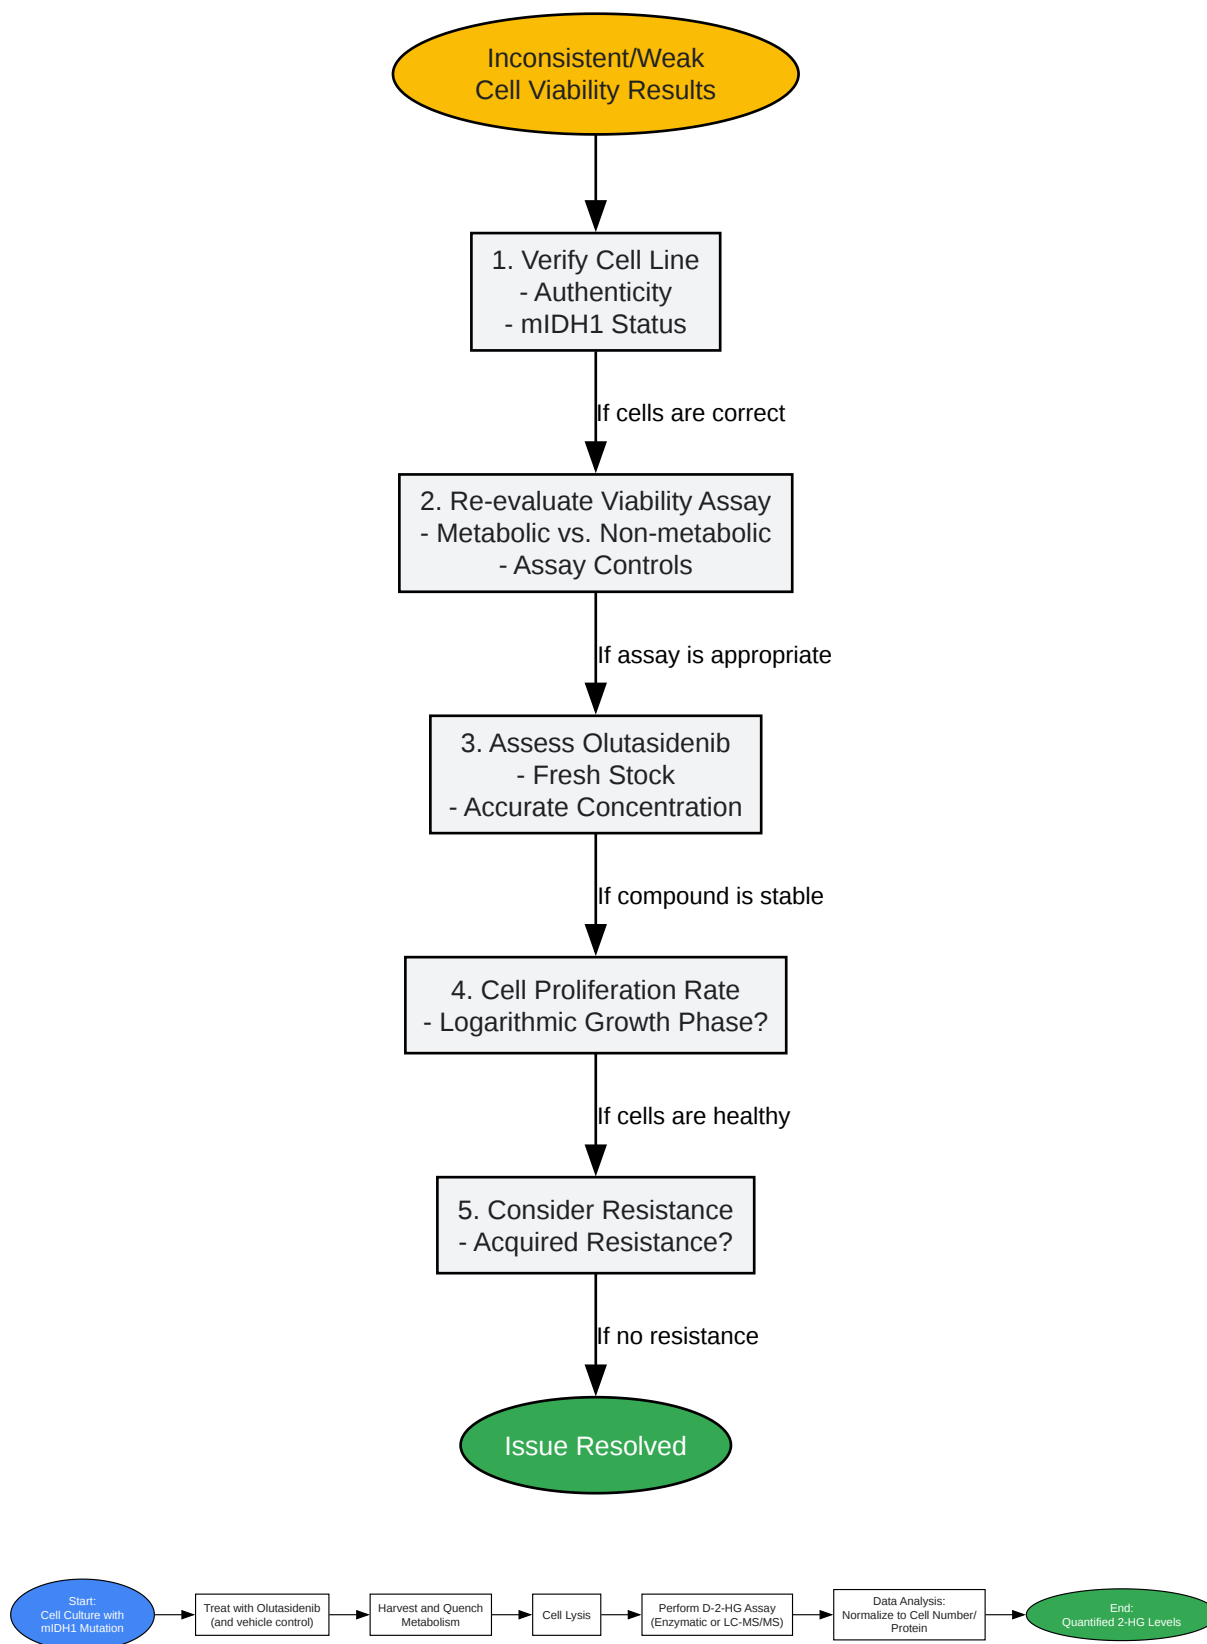 Inconsistent/Weak
Cell Viability Results
1. Verify Cell Line
- Authenticity
- mIDH1 Status
If cells are correct
2. Re-evaluate Viability Assay
- Metabolic vs. Non-metabolic
- Assay Controls
If assay is appropriate
3. Assess Olutasidenib
- Fresh Stock
- Accurate Concentration
If compound is stable
4. Cell Proliferation Rate
- Logarithmic Growth Phase?
If cells are healthy
5. Consider Resistance
- Acquired Resistance?
If no resistance
Issue Resolved
Start:
Cell Culture with
mIDH1 Mutation
Treat with Olutasidenib
(and vehicle control)
Harvest and Quench
Metabolism
Cell Lysis
Perform D-2-HG Assay
(Enzymatic or LC-MS/MS)
Data Analysis:
Normalize to Cell Number/
Protein
End:
Quantified 2-HG Levels